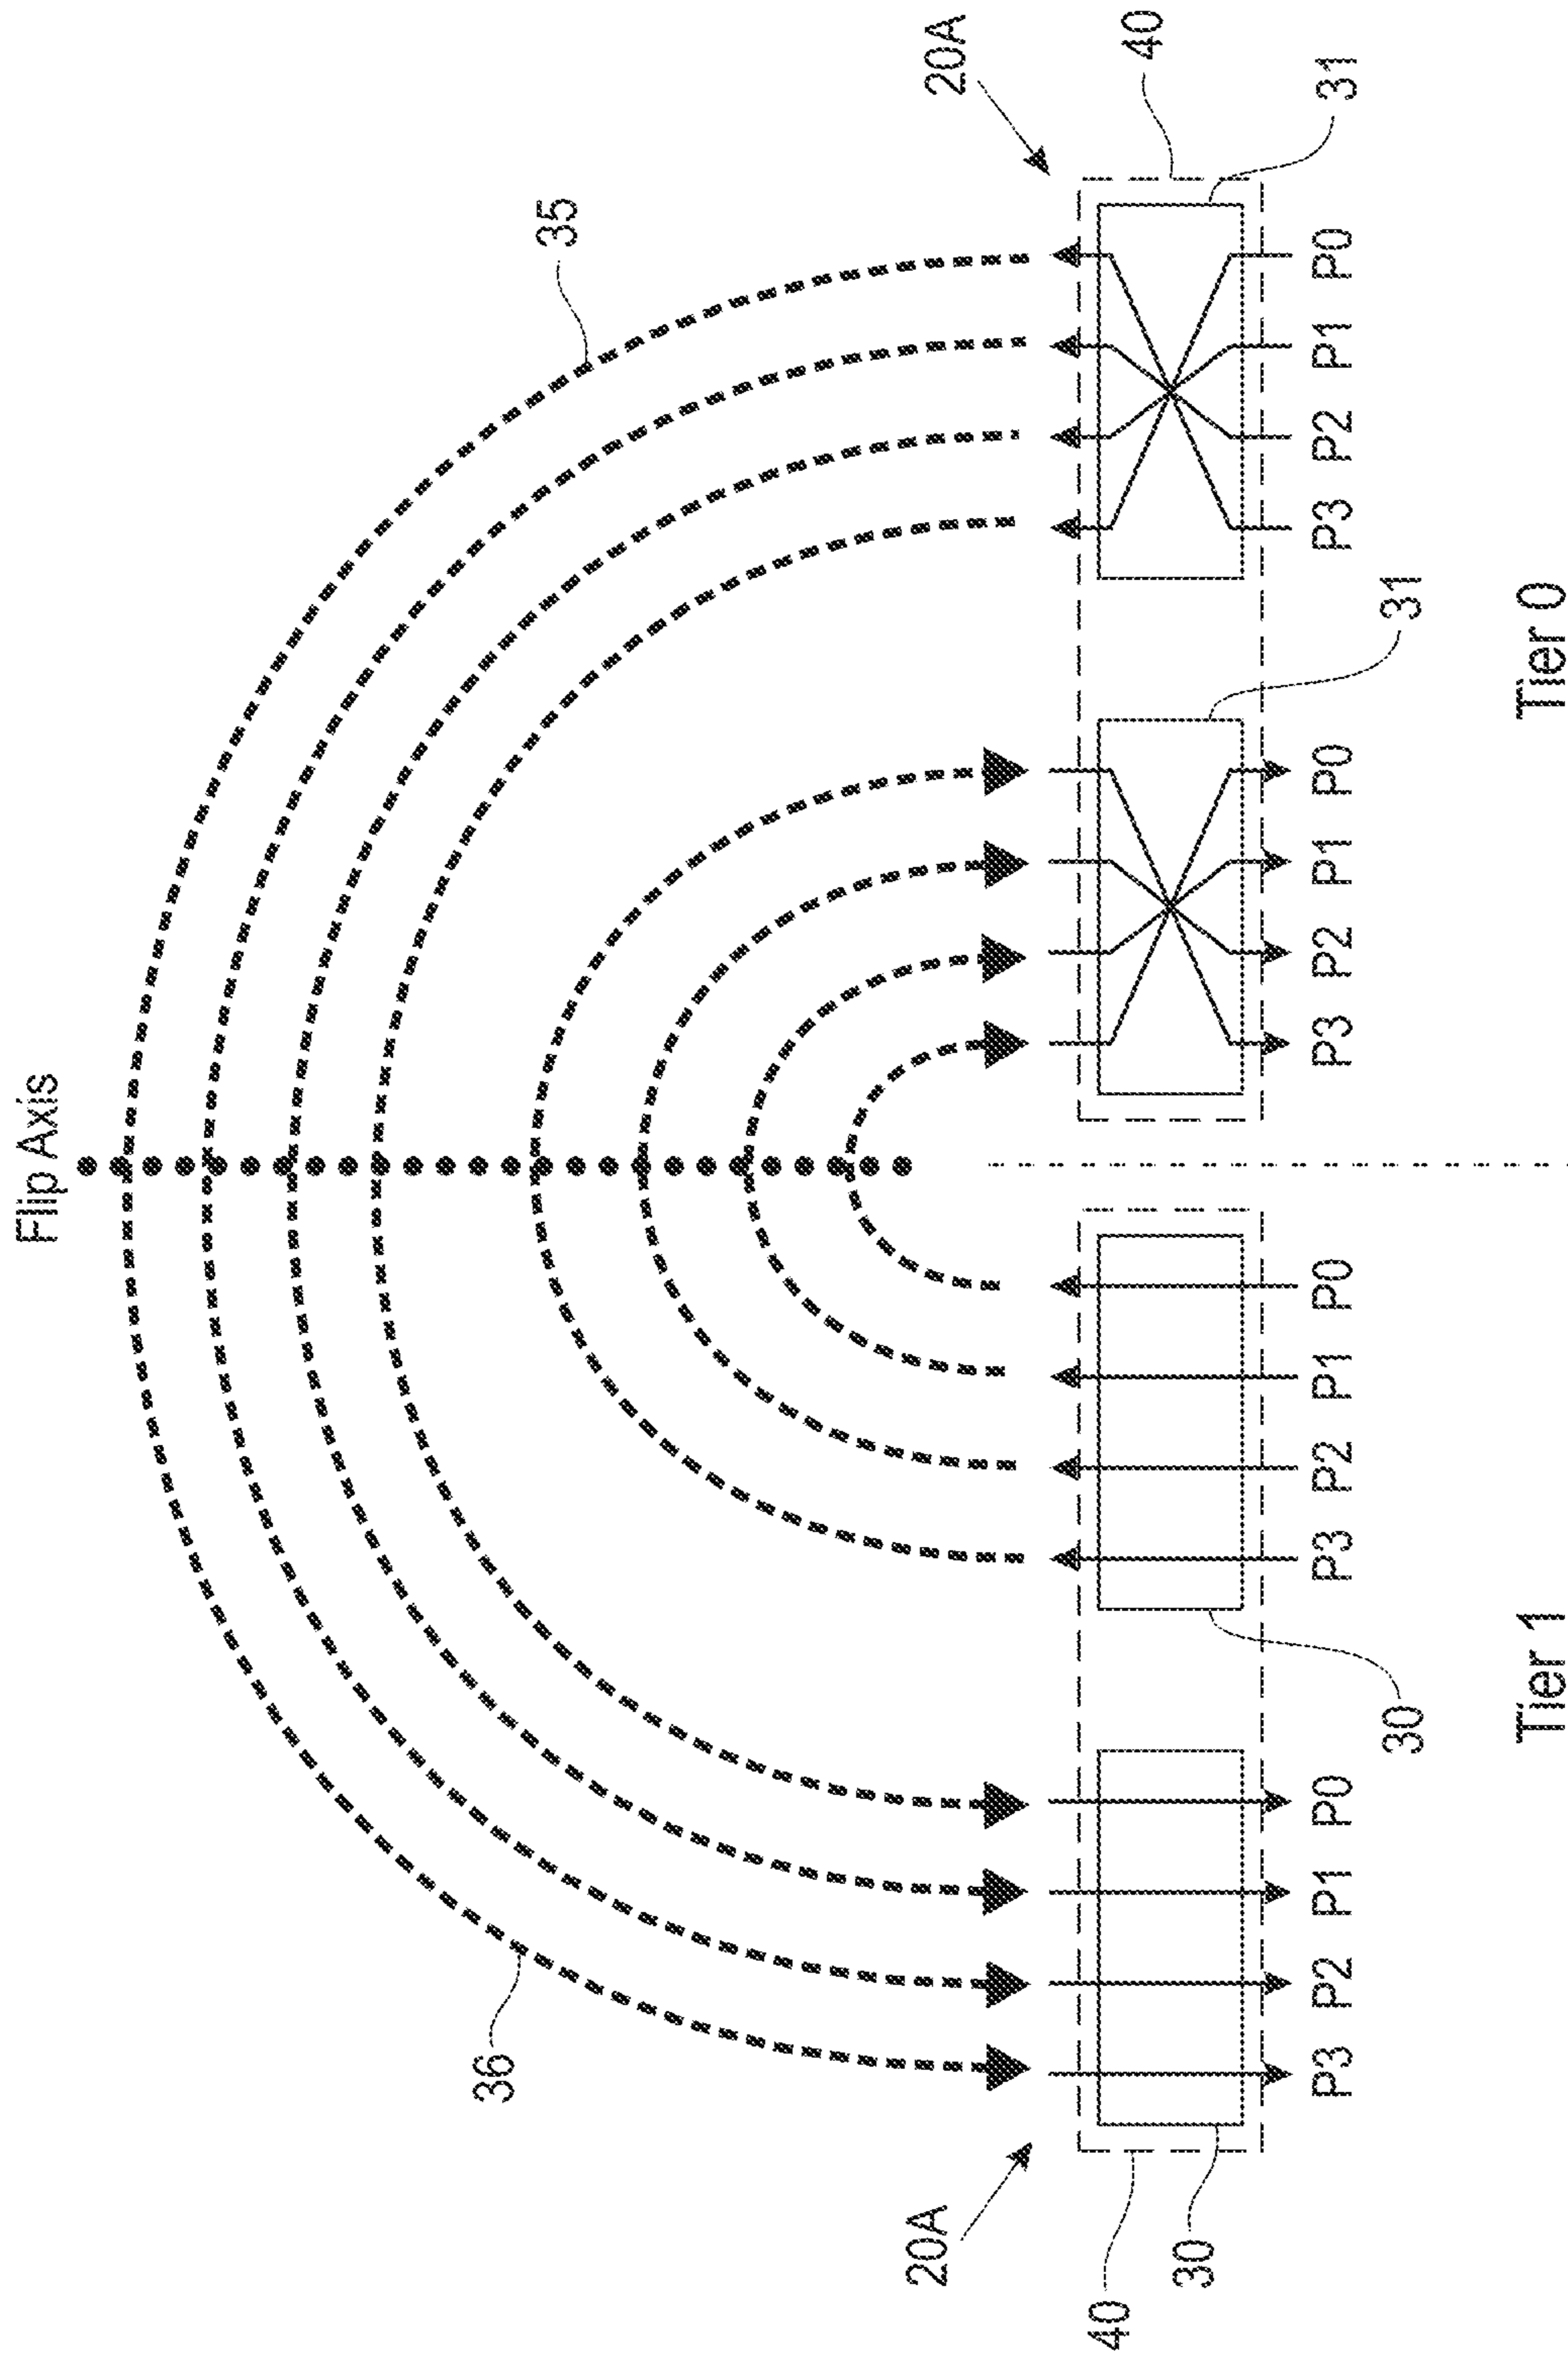 Flip Axis
36
35
20A
20A
40
40
30
31
P3 P2 P1 P0 P3 P2 P1 P0 P3 P2 P1 P0 P3 P2 P1 P0
30
31
Tier 1
Tier 0